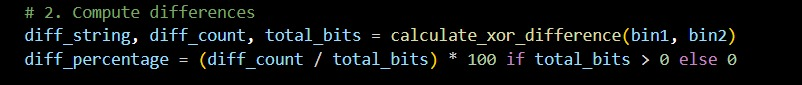 # 2. Compute differences
diff_string, diff_count, total_bits = calculate_xor_difference(bin1, bin2)
diff_percentage = (diff_count / total_bits) * 100 if total_bits > 0 else 0